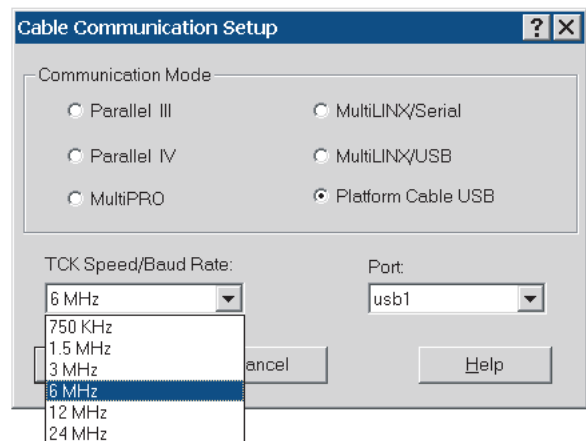 Cable Communication Setup
Communication Mode
Parallel III
MultiLINX/Serial
Parallel IV
MultiLINX/USB
MultiPRO
Platform Cable USB
TCK Speed/Baud Rate:
Port:
6 MHz
usb1
750 KHz
1.5 MHz
3 MHz
6 MHz
12 MHz
24 MHz
ancel
Help